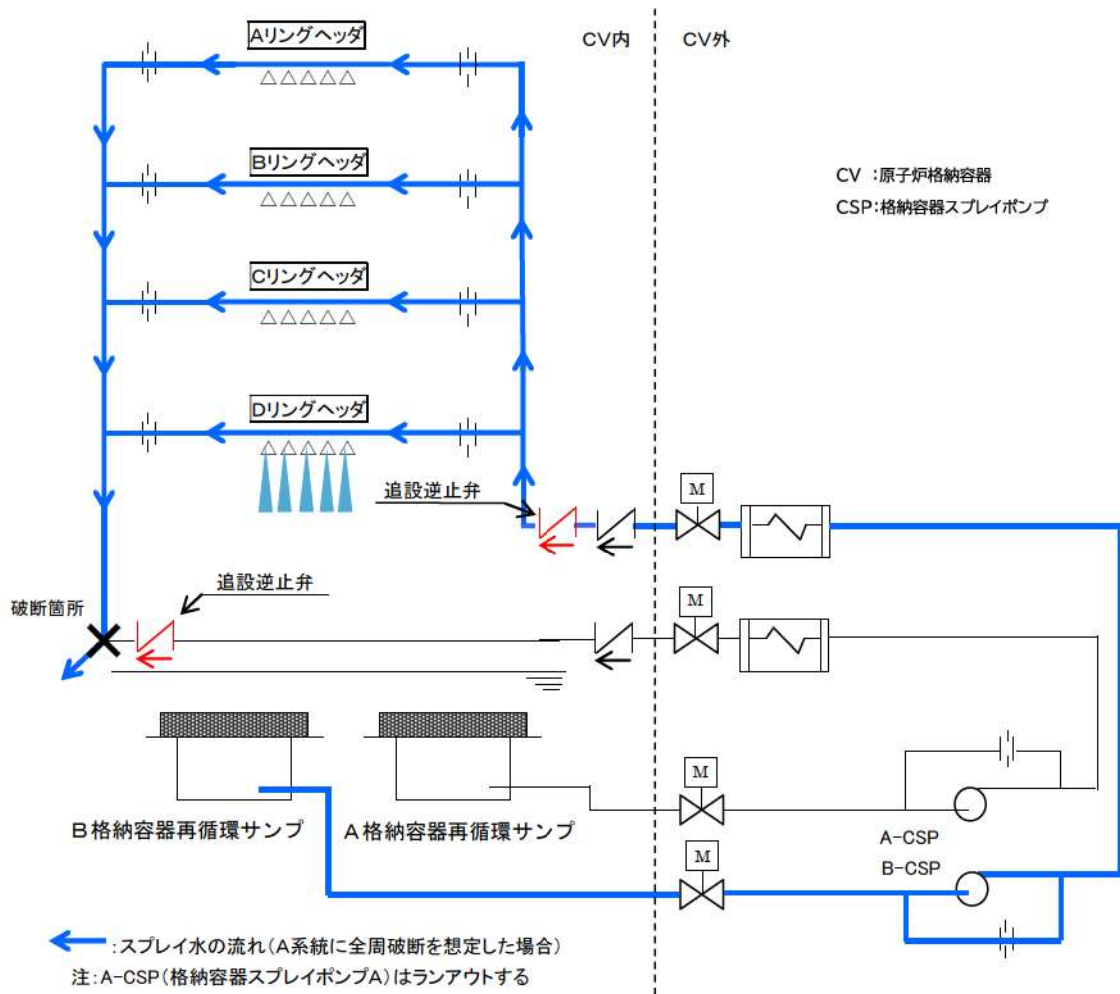 Aリングヘッダ
CV内
CV外
Bリングヘッダ
CV :原子炉格納容器
CSP:格納容器スプレイポンプ
Cリングヘッダ
Dリングヘッダ
追設逆止弁
M
追設逆止弁
破断箇所
M
M
B格納容器再循環サンプ
A格納容器再循環サンプ
A-CSP
B-CSP
M
:スプレイ水の流れ(A系統に全周破断を想定した場合)
注:A-CSP(格納容器スプレイポンプA)はランアウトする